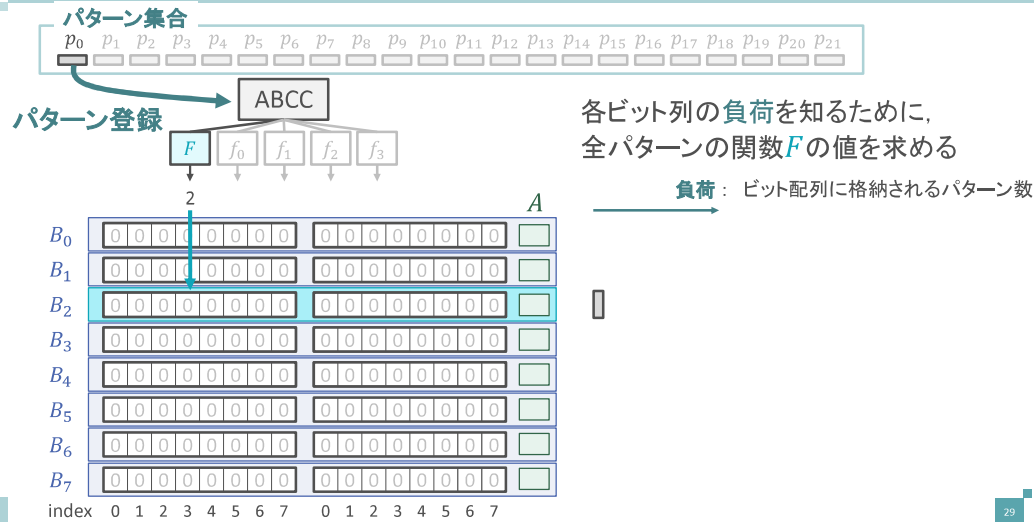 パターン集合
p0 p1 p2 p3 p4 p5 p6 p7 p8 p9 p10 p11 p12 p13 p14 p15 p16 p17 p18 p19 p20 p21
ABCC
パターン登録
F f0 f1 f2 f3
2
各ビット列の負荷を知るために,
全パターンの関数Fの値を求める
負荷： ビット配列に格納されるパターン数
A
B0 0 0 0 0 0 0 0 0 0 0 0 0 0 0 0 0
B1 0 0 0 0 0 0 0 0 0 0 0 0 0 0 0 0
B2 0 0 0 0 0 0 0 0 0 0 0 0 0 0 0 0
B3 0 0 0 0 0 0 0 0 0 0 0 0 0 0 0 0
B4 0 0 0 0 0 0 0 0 0 0 0 0 0 0 0 0
B5 0 0 0 0 0 0 0 0 0 0 0 0 0 0 0 0
B6 0 0 0 0 0 0 0 0 0 0 0 0 0 0 0 0
B7 0 0 0 0 0 0 0 0 0 0 0 0 0 0 0 0
index 0 1 2 3 4 5 6 7 0 1 2 3 4 5 6 7
29